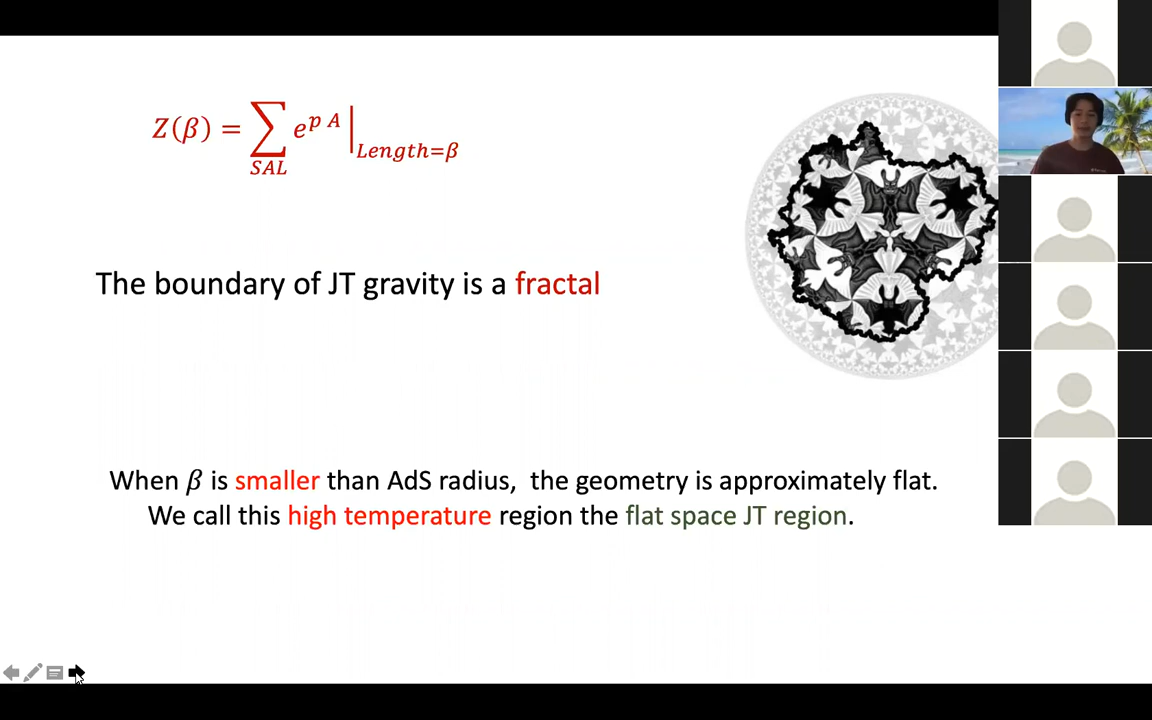 Z(β) = ∑ e^{p A} |_{Length=β}
SAL
The boundary of JT gravity is a fractal
When β is smaller than AdS radius, the geometry is approximately flat.
We call this high temperature region the flat space JT region.